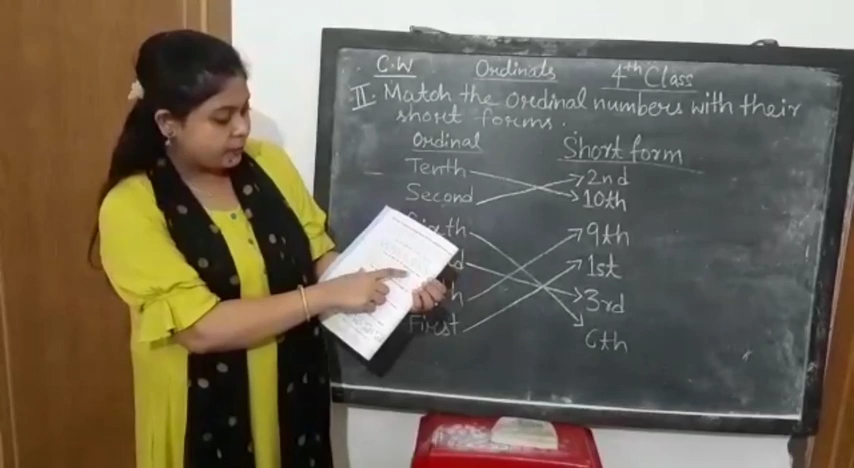 C.W Ordinals 4th Class
II. Match the Ordinal numbers with their
short forms.
Ordinal Short form
Tenth 2nd
Second 10th
9th
1st
3rd
First 6th